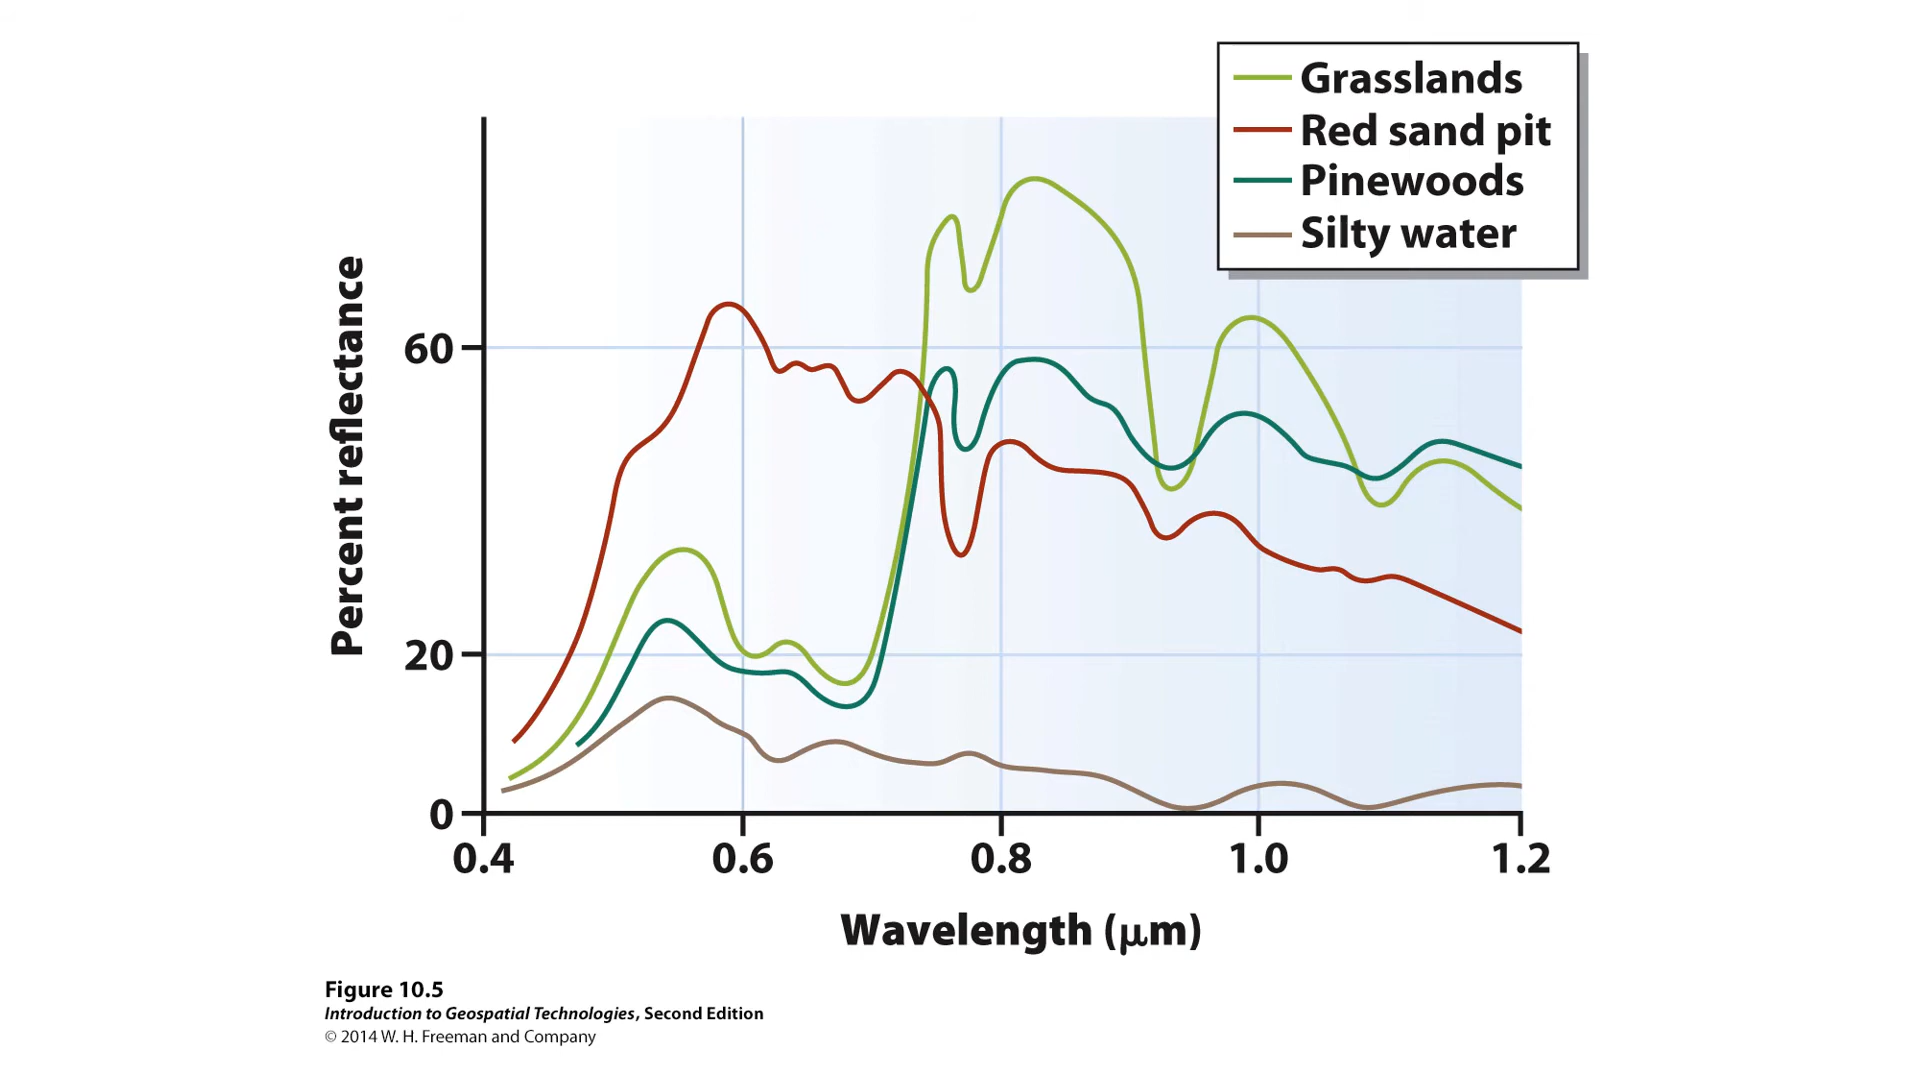 Grasslands
Red sand pit
Pinewoods
Silty water
Percent reflectance
60
20
0
0.4 0.6 0.8 1.0 1.2
Wavelength (μm)
Figure 10.5
Introduction to Geospatial Technologies, Second Edition
© 2014 W. H. Freeman and Company